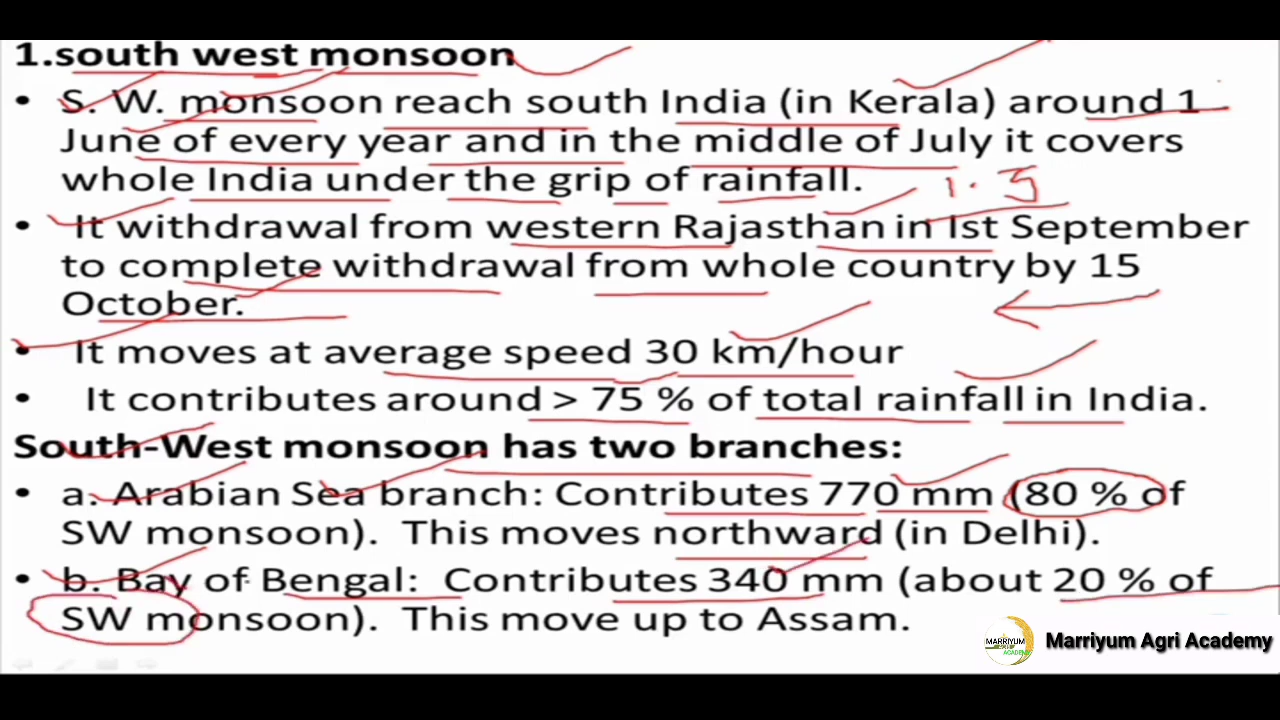 1.south west monsoon
• S. W. monsoon reach south India (in Kerala) around 1
June of every year and in the middle of July it covers
whole India under the grip of rainfall.
1. 5
• It withdrawal from western Rajasthan in Ist September
to complete withdrawal from whole country by 15
October.
• It moves at average speed 30 km/hour
• It contributes around > 75 % of total rainfall in India.
South-West monsoon has two branches:
• a. Arabian Sea branch: Contributes 770 mm (80 % of
SW monsoon). This moves northward (in Delhi).
• b. Bay of Bengal: Contributes 340 mm (about 20 % of
SW monsoon). This move up to Assam.
MARRIYUM
ACADEMY
Marriyum Agri Academy